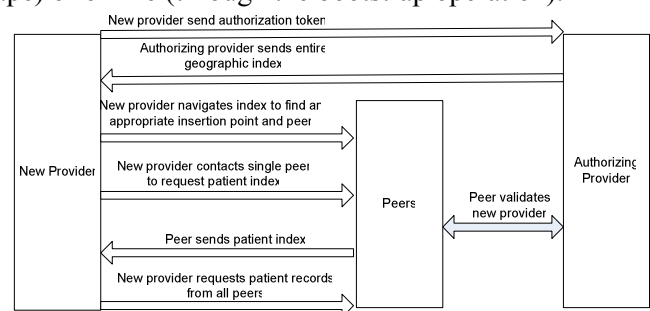 New provider send authorization token
Authorizing provider sends entire
geographic index
New provider navigates index to find an
appropriate insertion point and peer
New Provider
New provider contacts single peer
to request patient index
Peers
Authorizing
Provider
Peer validates
new provider
Peer sends patient index
New provider requests patient records
from all peers